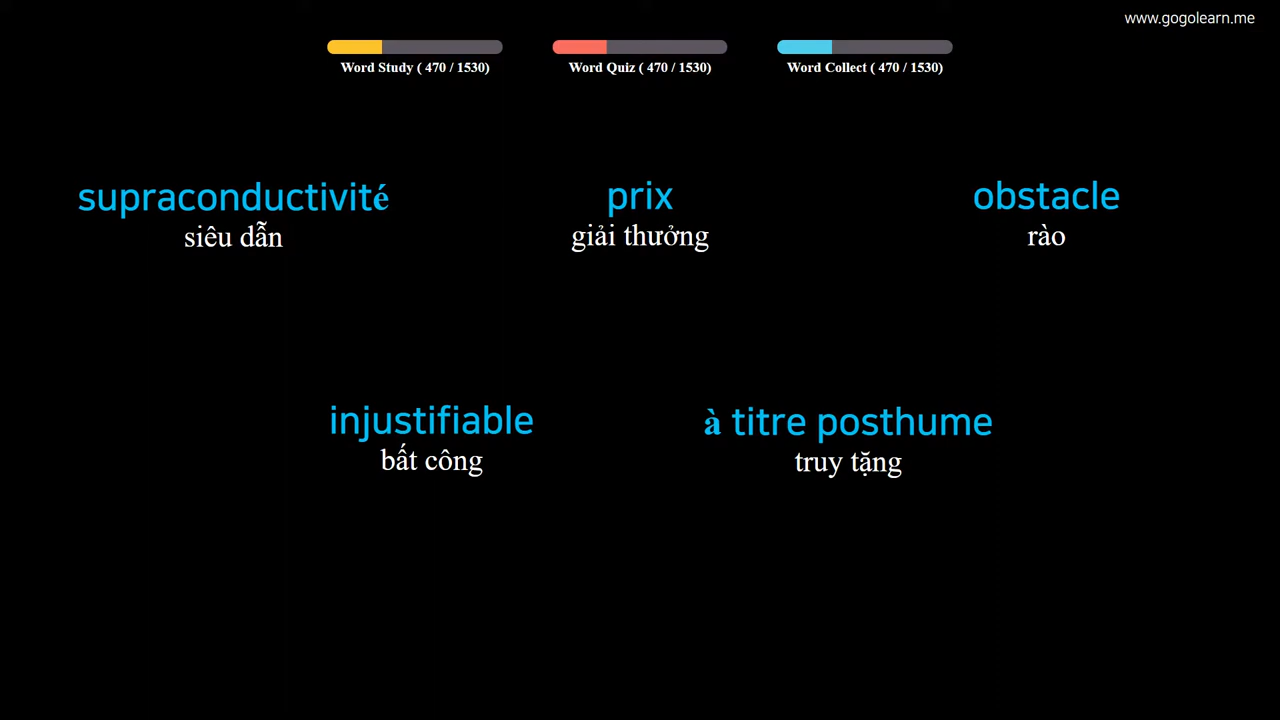 www.gogolearn.me
Word Study ( 470 / 1530)
Word Quiz ( 470 / 1530)
Word Collect ( 470 / 1530)
supraconductivité
siêu dẫn
prix
giải thưởng
obstacle
rào
injustifiable
bất công
à titre posthume
truy tặng